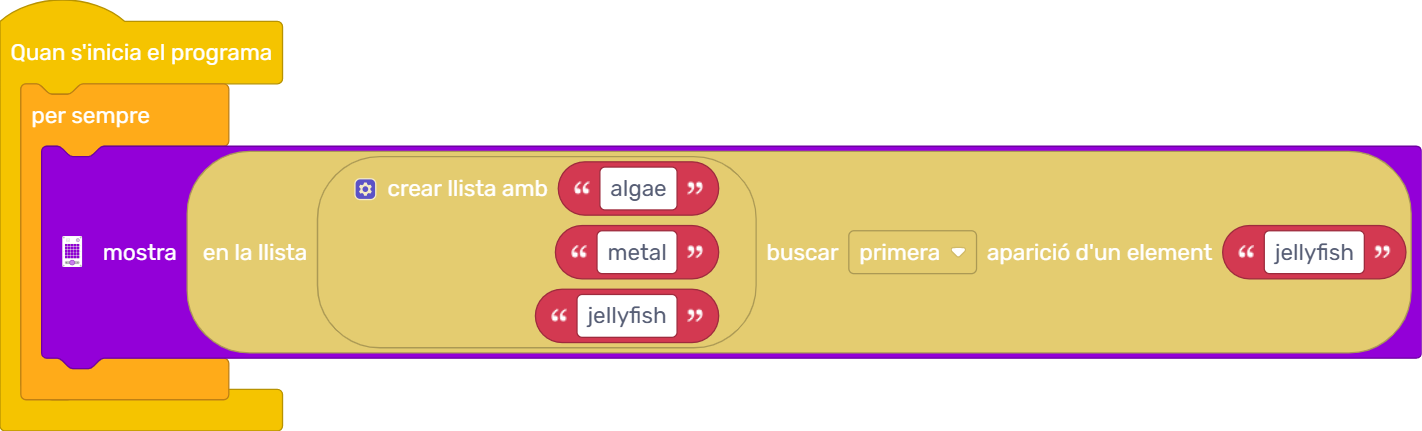 Quan s'inicia el programa
per sempre
crear llista amb “ algae ”
“ metal ”
mostra en la llista buscar primera aparició d'un element “ jellyfish ”
“ jellyfish ”